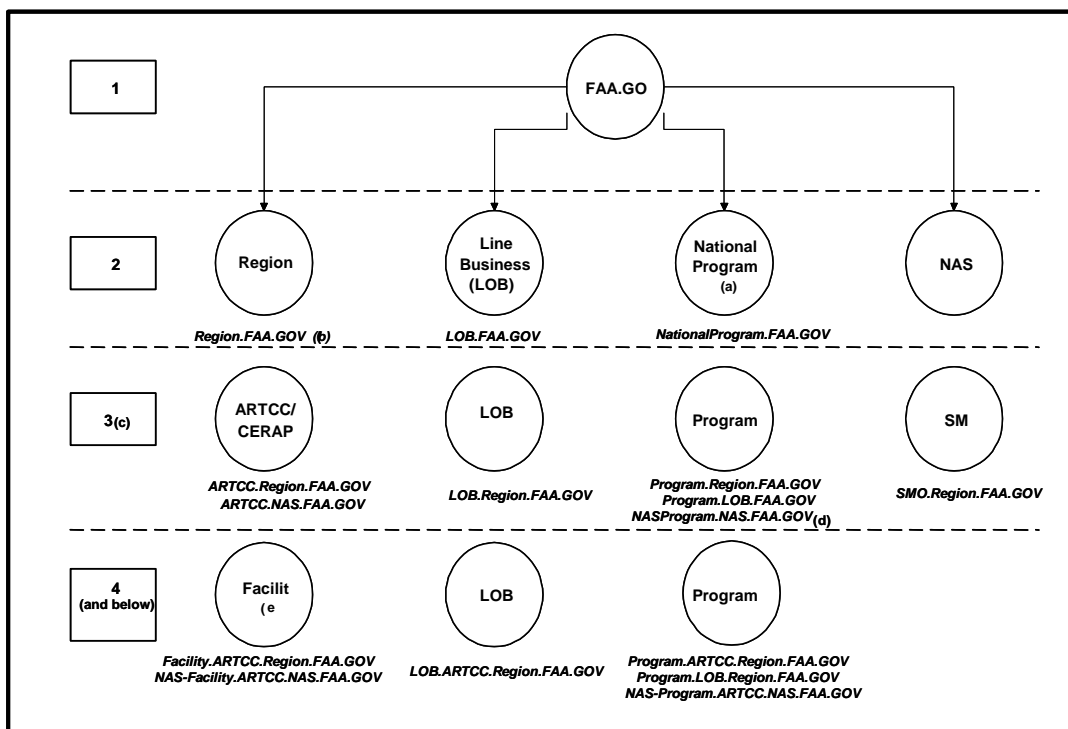 1
FAA.GO
2
Region
Line
Business
(LOB)
National
Program
(a)
NAS
Region.FAA.GOV (b)
LOB.FAA.GOV
NationalProgram.FAA.GOV
3(c)
ARTCC/
CERAP
LOB
Program
SM
ARTCC.Region.FAA.GOV
ARTCC.NAS.FAA.GOV
LOB.Region.FAA.GOV
Program.Region.FAA.GOV
Program.LOB.FAA.GOV
NASProgram.NAS.FAA.GOV(d)
SMO.Region.FAA.GOV
4
(and below)
Facilit
(e
LOB
Program
Facility.ARTCC.Region.FAA.GOV
NAS-Facility.ARTCC.NAS.FAA.GOV
LOB.ARTCC.Region.FAA.GOV
Program.ARTCC.Region.FAA.GOV
Program.LOB.Region.FAA.GOV
NAS-Program.ARTCC.NAS.FAA.GOV